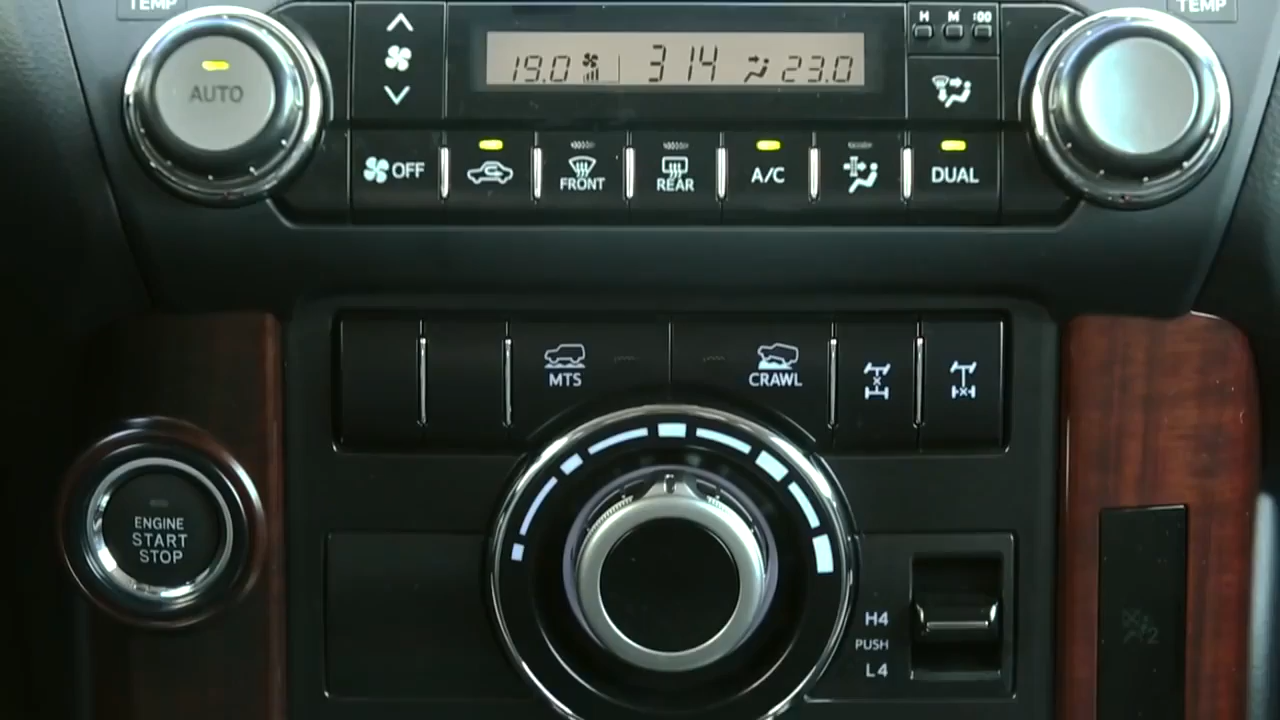 TEMP
TEMP
H M :00
AUTO
19.0 314 23.0
OFF
FRONT
REAR
A/C
DUAL
MTS
CRAWL
ENGINE
START
STOP
H4
PUSH
L4